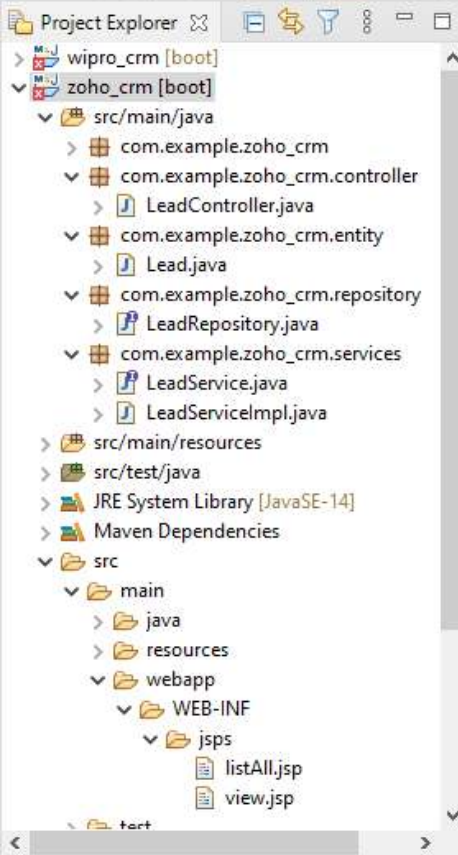 Project Explorer
wipro_crm [boot]
zoho_crm [boot]
src/main/java
com.example.zoho_crm
com.example.zoho_crm.controller
LeadController.java
com.example.zoho_crm.entity
Lead.java
com.example.zoho_crm.repository
LeadRepository.java
com.example.zoho_crm.services
LeadService.java
LeadServiceImpl.java
src/main/resources
src/test/java
JRE System Library [JavaSE-14]
Maven Dependencies
src
main
java
resources
webapp
WEB-INF
jsps
listAll.jsp
view.jsp
test